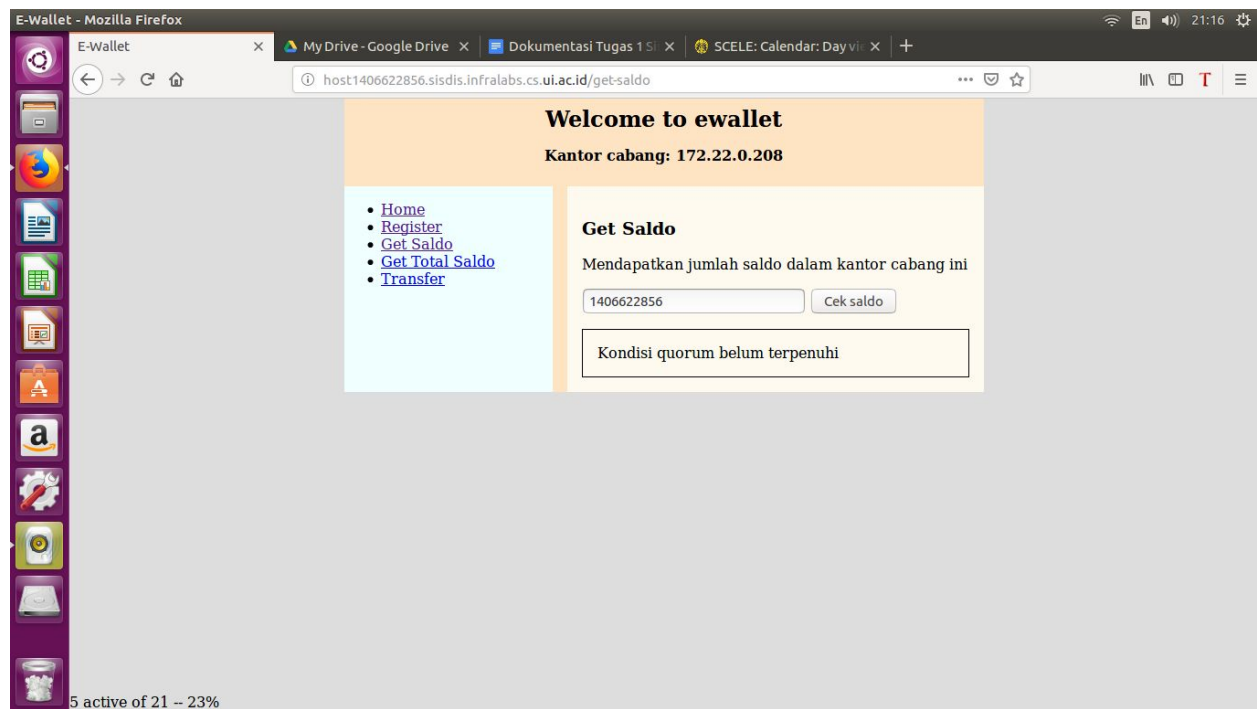 E-Wallet - Mozilla Firefox
En
21:16
E-Wallet
My Drive - Google Drive
Dokumentasi Tugas 1 Si
SCELE: Calendar: Day vie
host1406622856.sisdis.infralabs.cs.ui.ac.id/get-saldo
T
Welcome to ewallet
Kantor cabang: 172.22.0.208
Home
Register
Get Saldo
Get Total Saldo
Transfer
Get Saldo
Mendapatkan jumlah saldo dalam kantor cabang ini
1406622856
Cek saldo
Kondisi quorum belum terpenuhi
A
a
5 active of 21 -- 23%